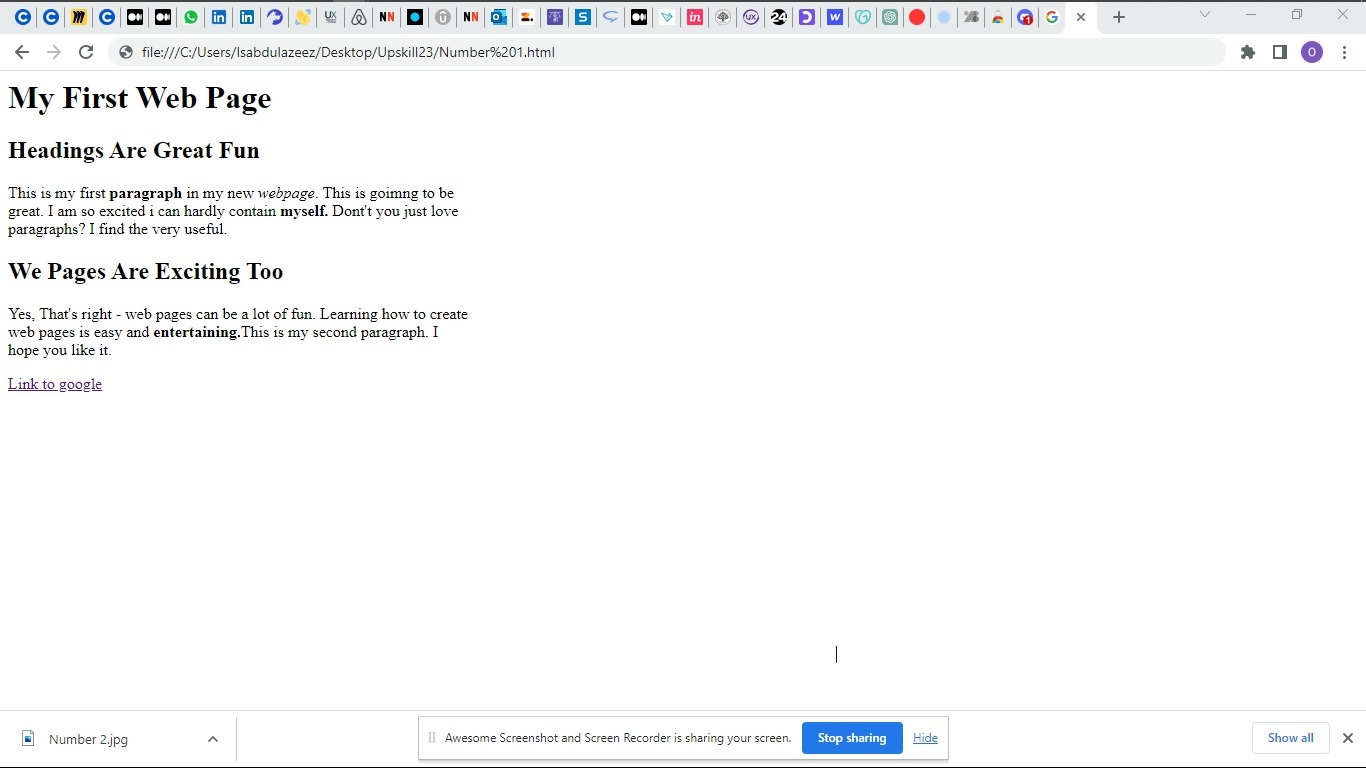 NN
NN
UX
24
file:///C:/Users/Isabdulazeez/Desktop/Upskill23/Number%201.html
O
My First Web Page
Headings Are Great Fun
This is my first paragraph in my new webpage. This is goimng to be
great. I am so excited i can hardly contain myself. Dont't you just love
paragraphs? I find the very useful.
We Pages Are Exciting Too
Yes, That's right - web pages can be a lot of fun. Learning how to create
web pages is easy and entertaining.This is my second paragraph. I
hope you like it.
Link to google
Number 2.jpg
Awesome Screenshot and Screen Recorder is sharing your screen.
Stop sharing
Hide
Show all